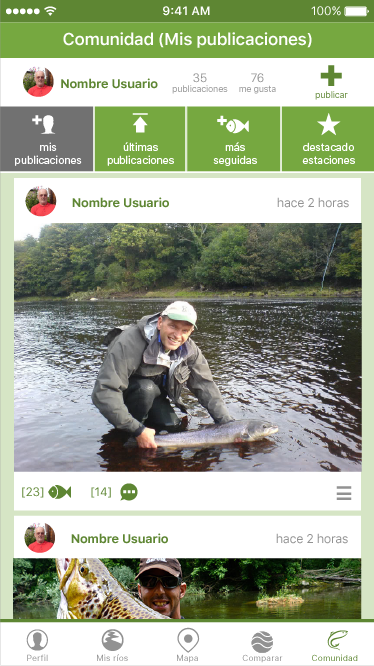 9:41 AM
100%
Comunidad (Mis publicaciones)
Nombre Usuario
35
publicaciones
76
me gusta
publicar
mis
publicaciones
últimas
publicaciones
más
seguidas
destacado
estaciones
Nombre Usuario
hace 2 horas
[23]
[14]
Nombre Usuario
hace 2 horas
Perfil
Mis ríos
Mapa
Comparar
Comunidad